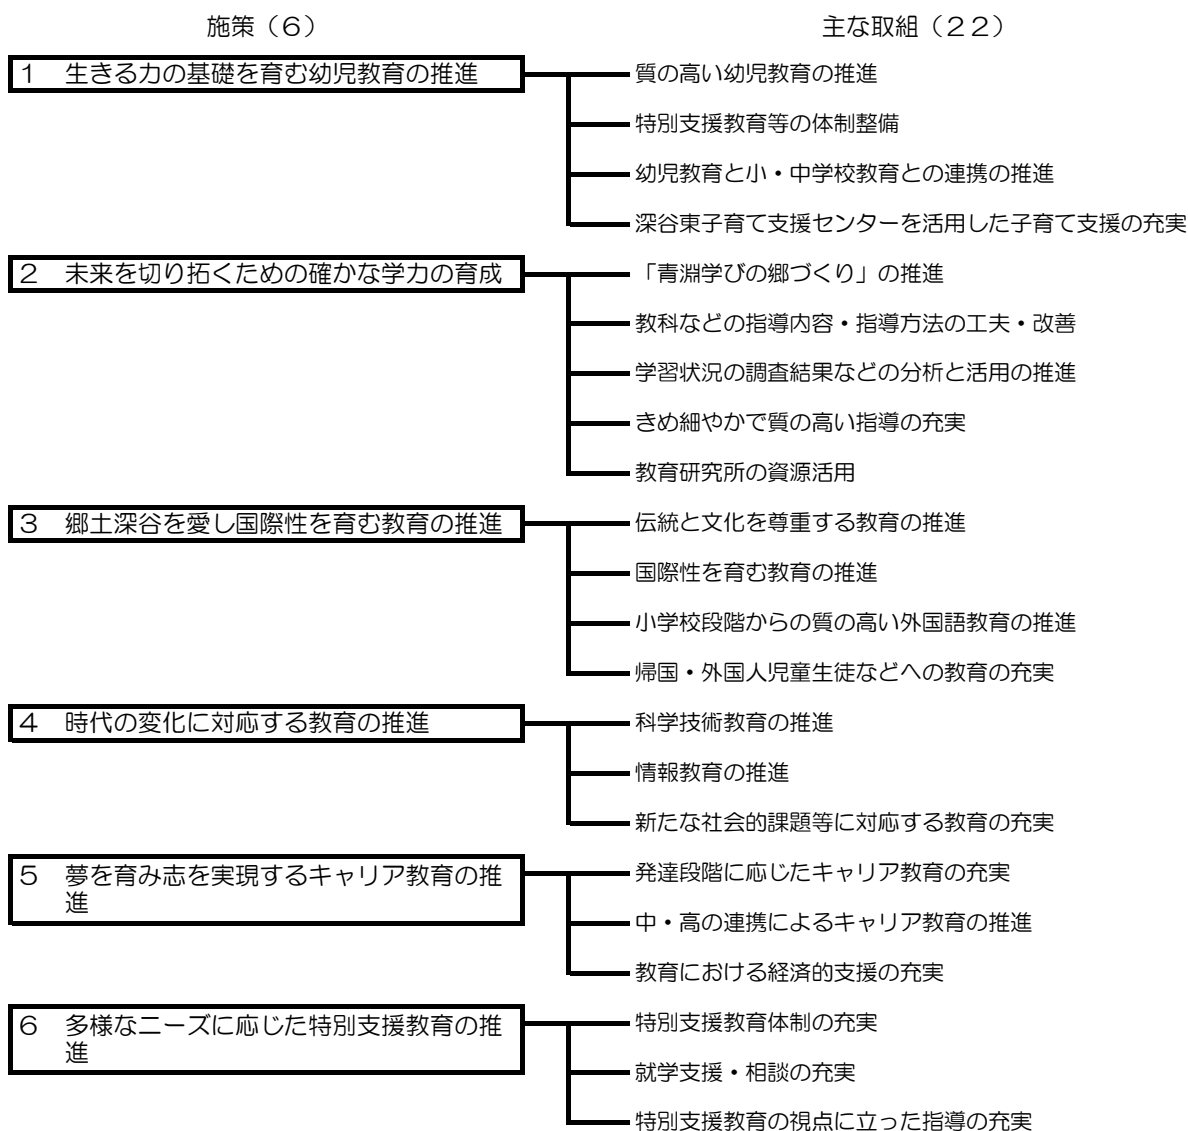 施策（６）
主な取組（２２）
１　生きる力の基礎を育む幼児教育の推進
質の高い幼児教育の推進
特別支援教育等の体制整備
幼児教育と小・中学校教育との連携の推進
深谷東子育て支援センターを活用した子育て支援の充実
２　未来を切り拓くための確かな学力の育成
「青淵学びの郷づくり」の推進
教科などの指導内容・指導方法の工夫・改善
学習状況の調査結果などの分析と活用の推進
きめ細やかで質の高い指導の充実
教育研究所の資源活用
３　郷土深谷を愛し国際性を育む教育の推進
伝統と文化を尊重する教育の推進
国際性を育む教育の推進
小学校段階からの質の高い外国語教育の推進
帰国・外国人児童生徒などへの教育の充実
４　時代の変化に対応する教育の推進
科学技術教育の推進
情報教育の推進
新たな社会的課題等に対応する教育の充実
５　夢を育み志を実現するキャリア教育の推
進
発達段階に応じたキャリア教育の充実
中・高の連携によるキャリア教育の推進
教育における経済的支援の充実
６　多様なニーズに応じた特別支援教育の推
進
特別支援教育体制の充実
就学支援・相談の充実
特別支援教育の視点に立った指導の充実